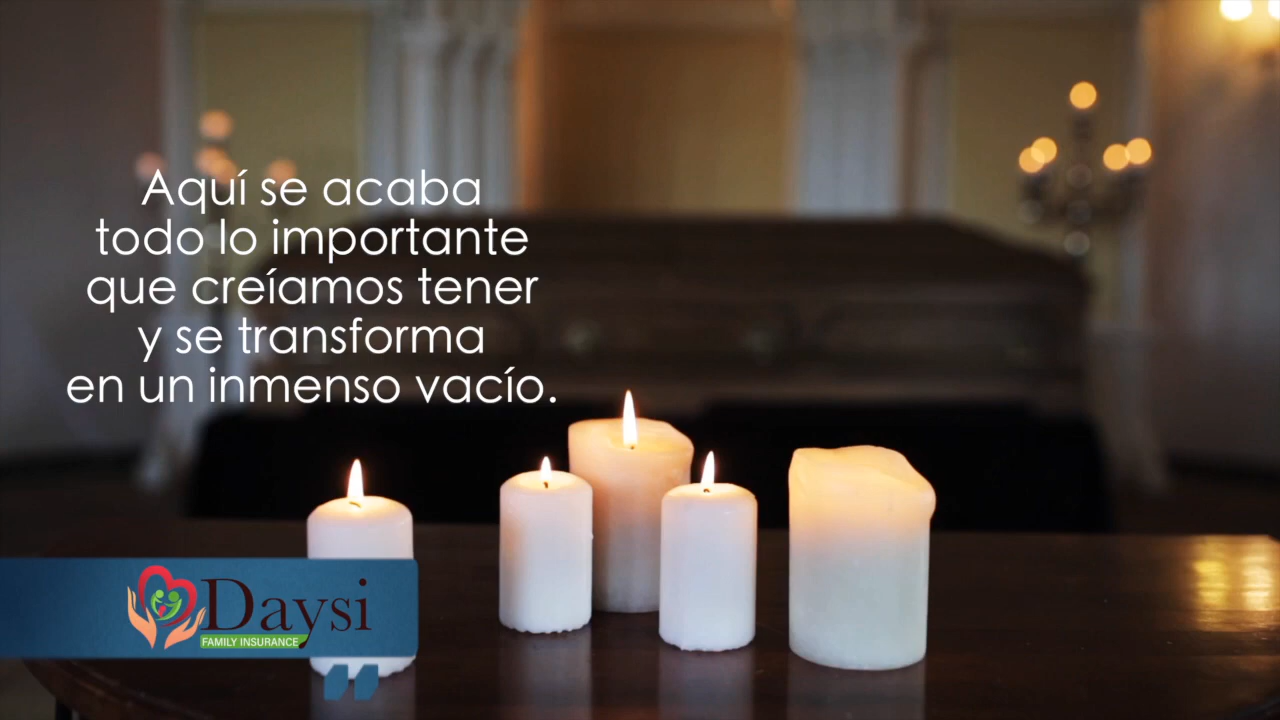 Aquí se acaba
todo lo importante
que creíamos tener
y se transforma
en un inmenso vacío.
Daysi
FAMILY INSURANCE